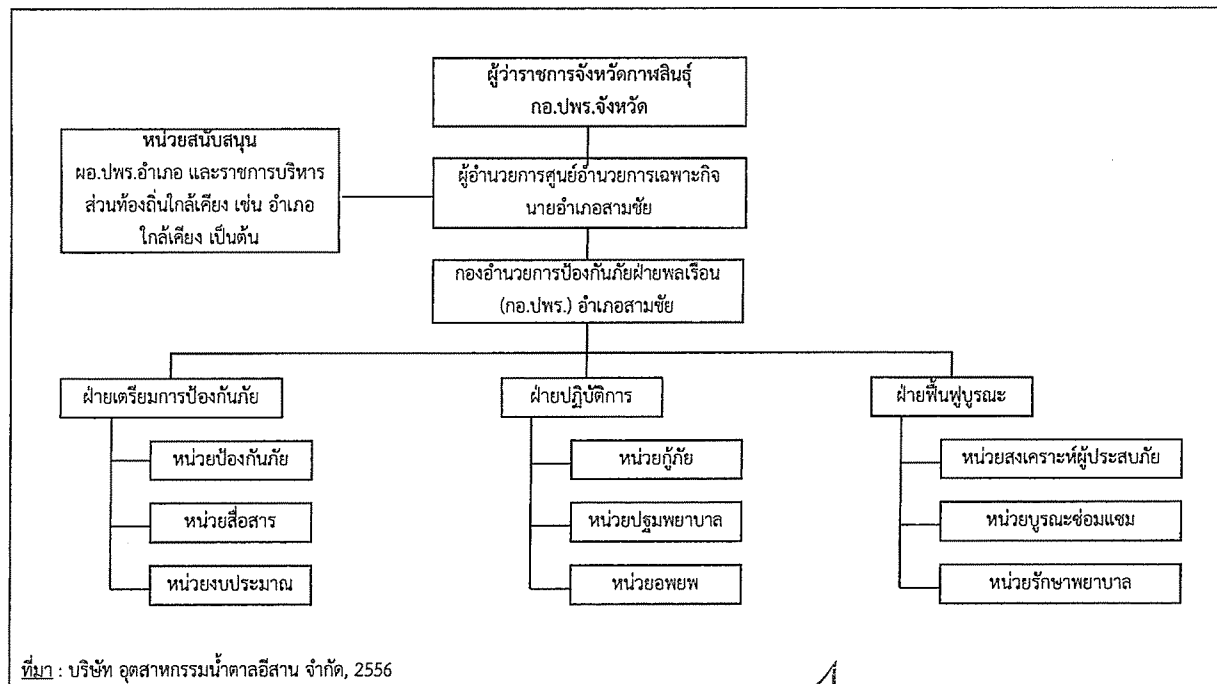 ผู้ว่าราชการจังหวัดกาฬสินธุ์
กอ.ปพร.จังหวัด
หน่วยสนับสนุน
ผอ.ปพร.อำเภอ และราชการบริหาร
ส่วนท้องถิ่นใกล้เคียง เช่น อำเภอ
ใกล้เคียง เป็นต้น
ผู้อำนวยการศูนย์อำนวยการเฉพาะกิจ
นายอำเภอสามชัย
กองอำนวยการป้องกันภัยฝ่ายพลเรือน
(กอ.ปพร.) อำเภอสามชัย
ฝ่ายเตรียมการป้องกันภัย
หน่วยป้องกันภัย
หน่วยสื่อสาร
หน่วยงบประมาณ
ฝ่ายปฏิบัติการ
หน่วยกู้ภัย
หน่วยปฐมพยาบาล
หน่วยอพยพ
ฝ่ายฟื้นฟูบูรณะ
หน่วยสงเคราะห์ผู้ประสบภัย
หน่วยบูรณะซ่อมแซม
หน่วยรักษาพยาบาล
ที่มา : บริษัท อุตสาหกรรมน้ำตาลอีสาน จำกัด, 2556